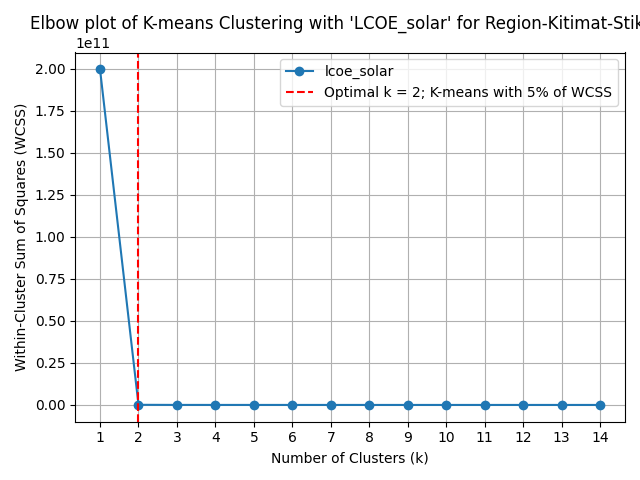 Elbow plot of K-means Clustering with 'LCOE_solar' for Region-Kitimat-Stik
1e11
2.00
1.75
1.50
1.25
1.00
0.75
0.50
0.25
0.00
Within-Cluster Sum of Squares (WCSS)
lcoe_solar
Optimal k = 2; K-means with 5% of WCSS
1 2 3 4 5 6 7 8 9 10 11 12 13 14
Number of Clusters (k)